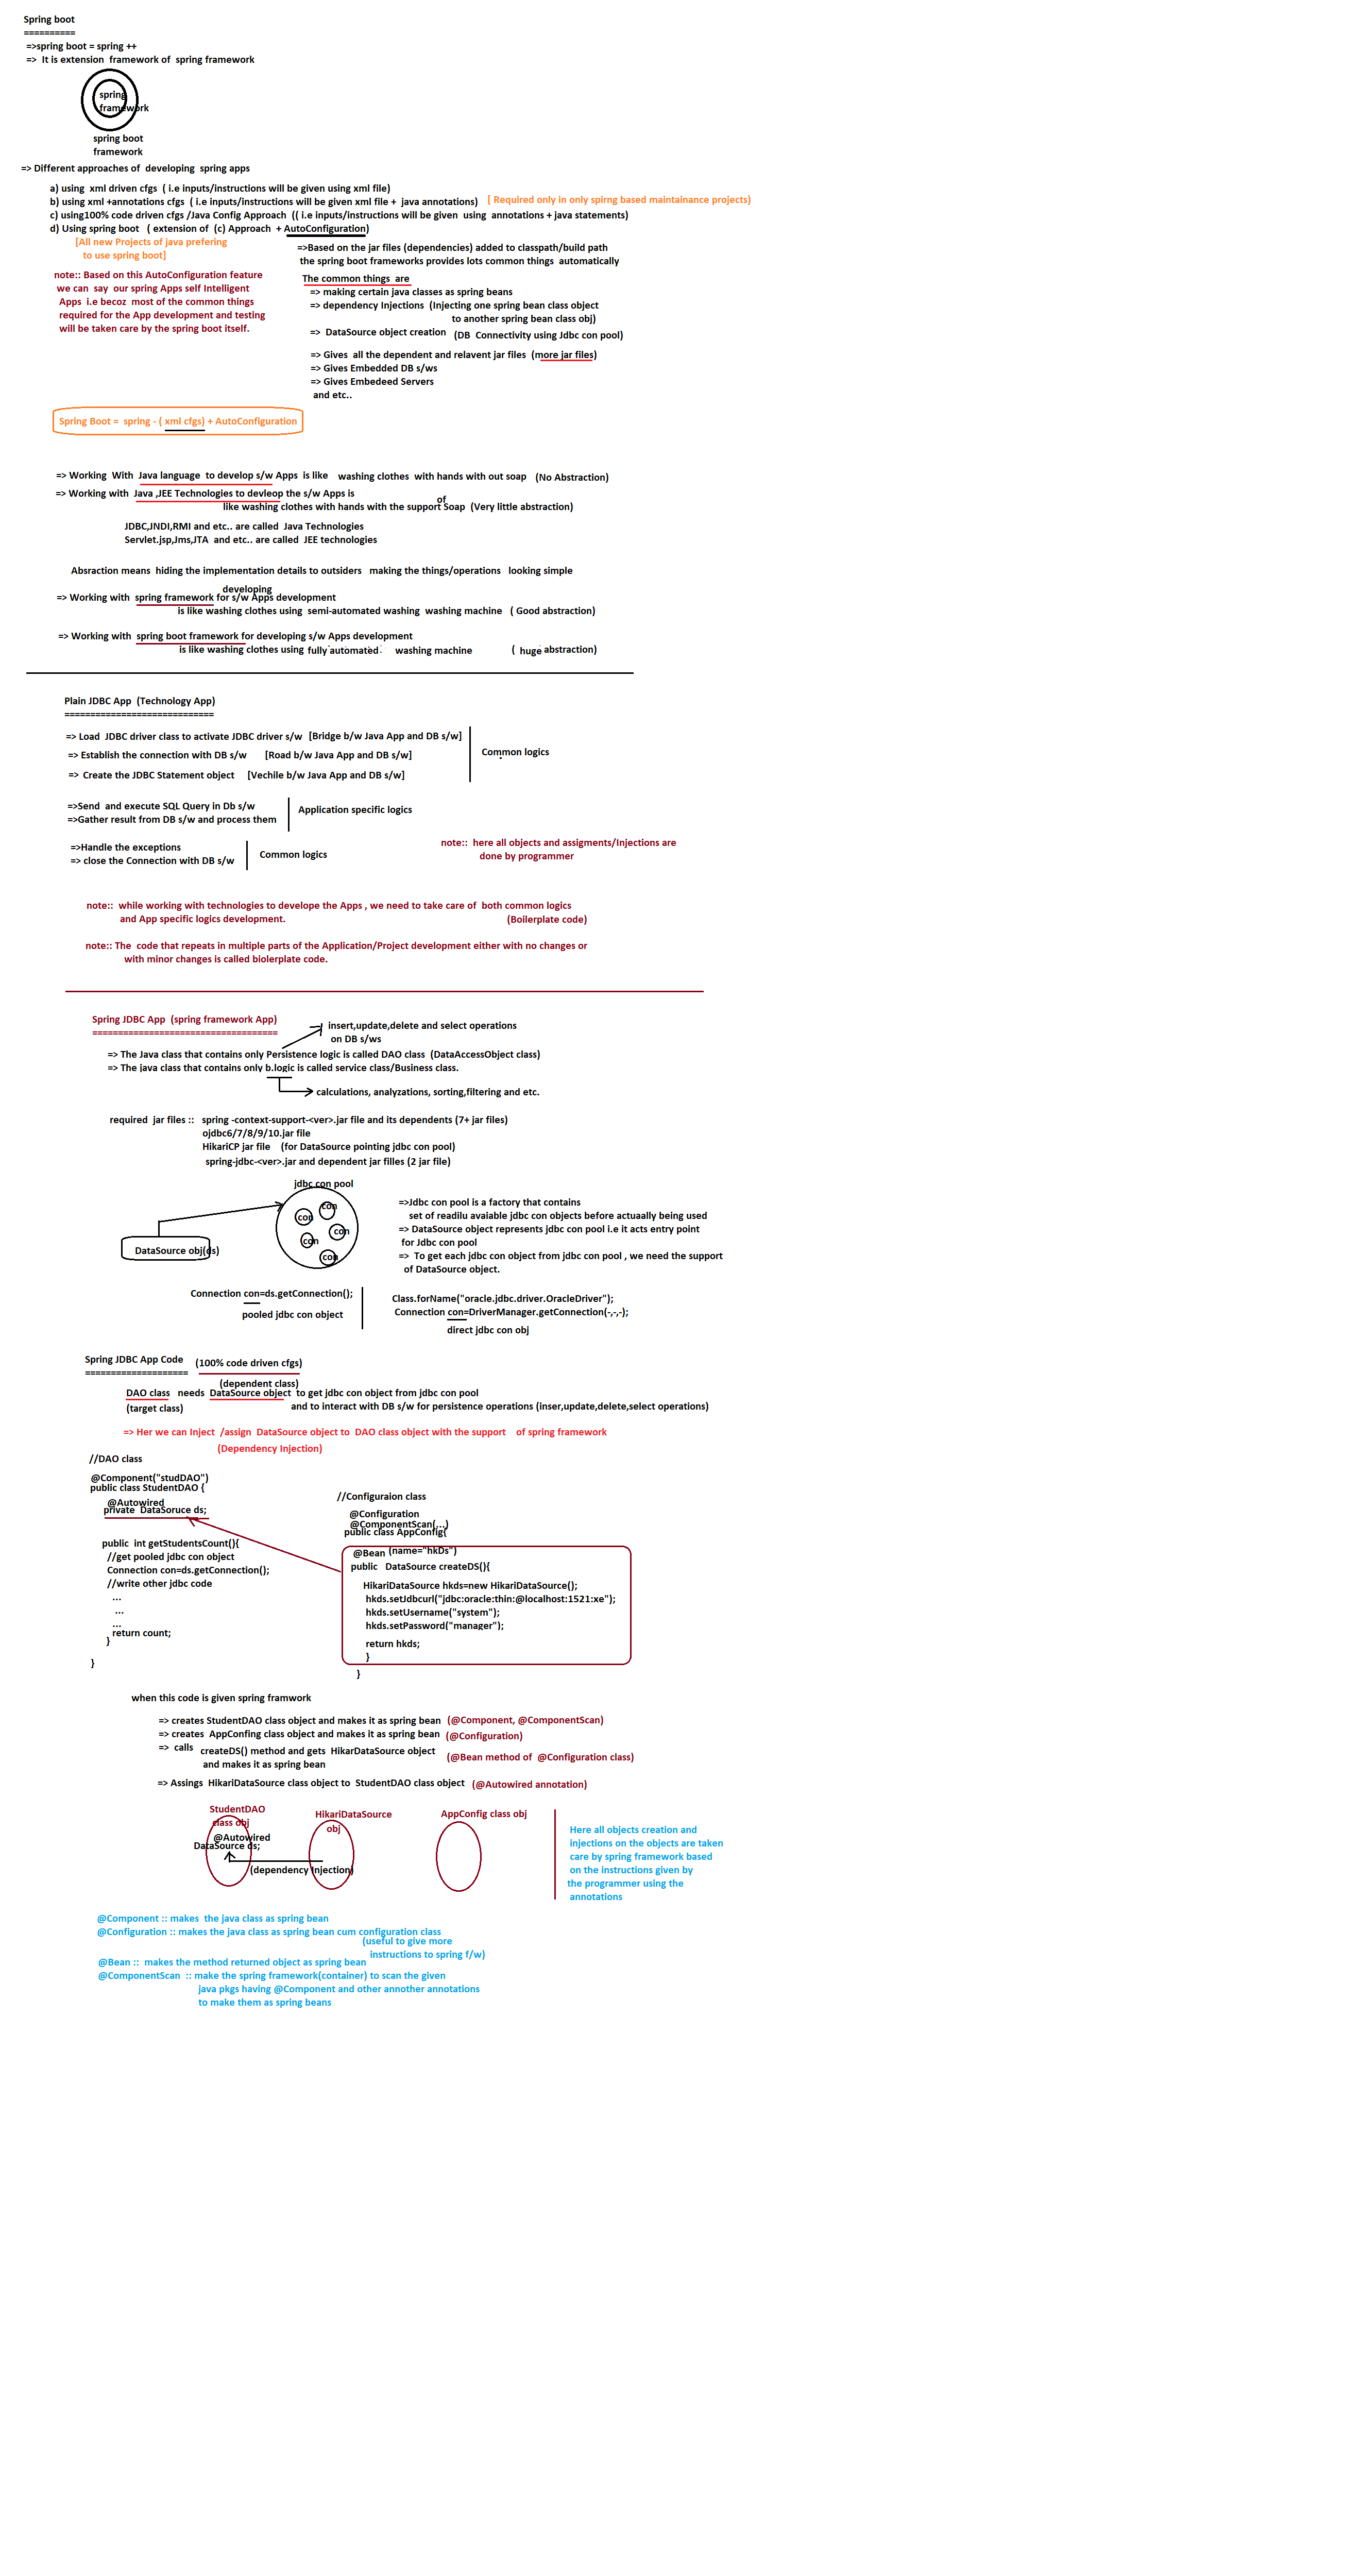 Spring boot
==========
=>spring boot = spring ++
=> It is extension framework of spring framework
spring
framework
spring boot
framework
=> Different approaches of developing spring apps
a) using xml driven cfgs ( i.e inputs/instructions will be given using xml file)
b) using xml +annotations cfgs ( i.e inputs/instructions will be given xml file + java annotations) [ Required only in only spirng based maintainance projects)
c) using100% code driven cfgs /Java Config Approach (( i.e inputs/instructions will be given using annotations + java statements)
d) Using spring boot ( extension of (c) Approach + AutoConfiguration)
[All new Projects of java prefering
to use spring boot]
=>Based on the jar files (dependencies) added to classpath/build path
the spring boot frameworks provides lots common things automatically
note:: Based on this AutoConfiguration feature
we can say our spring Apps self Intelligent
Apps i.e becoz most of the common things
required for the App development and testing
will be taken care by the spring boot itself.
The common things are
=> making certain java classes as spring beans
=> dependency Injections (Injecting one spring bean class object
to another spring bean class obj)
=> DataSource object creation (DB Connectivity using Jdbc con pool)
=> Gives all the dependent and relavent jar files (more jar files)
=> Gives Embedded DB s/ws
=> Gives Embedeed Servers
and etc..
Spring Boot = spring - ( xml cfgs) + AutoConfiguration
=> Working With Java language to develop s/w Apps is like washing clothes with hands with out soap (No Abstraction)
=> Working with Java ,JEE Technologies to devleop the s/w Apps is
of
like washing clothes with hands with the support Soap (Very little abstraction)
JDBC,JNDI,RMI and etc.. are called Java Technologies
Servlet.jsp,Jms,JTA and etc.. are called JEE technologies
Absraction means hiding the implementation details to outsiders making the things/operations looking simple
developing
=> Working with spring framework for s/w Apps development
is like washing clothes using semi-automated washing washing machine ( Good abstraction)
=> Working with spring boot framework for developing s/w Apps development
is like washing clothes using fully automated washing machine ( huge abstraction)
Plain JDBC App (Technology App)
=============================
=> Load JDBC driver class to activate JDBC driver s/w [Bridge b/w Java App and DB s/w]
=> Establish the connection with DB s/w [Road b/w Java App and DB s/w]
Common logics
=> Create the JDBC Statement object [Vechile b/w Java App and DB s/w]
=>Send and execute SQL Query in Db s/w
=>Gather result from DB s/w and process them
Application specific logics
=>Handle the exceptions
=> close the Connection with DB s/w
Common logics
note:: here all objects and assigments/Injections are
done by programmer
note:: while working with technologies to develope the Apps , we need to take care of both common logics
and App specific logics development. (Boilerplate code)
note:: The code that repeats in multiple parts of the Application/Project development either with no changes or
with minor changes is called biolerplate code.
Spring JDBC App (spring framework App)
====================================
insert,update,delete and select operations
on DB s/ws
=> The Java class that contains only Persistence logic is called DAO class (DataAccessObject class)
=> The java class that contains only b.logic is called service class/Business class.
calculations, analyzations, sorting,filtering and etc.
required jar files :: spring -context-support-<ver>.jar file and its dependents (7+ jar files)
ojdbc6/7/8/9/10.jar file
HikariCP jar file (for DataSource pointing jdbc con pool)
spring-jdbc-<ver>.jar and dependent jar filles (2 jar file)
jdbc con pool
con
con
con
con
con
DataSource obj(ds)
=>Jdbc con pool is a factory that contains
set of readilu avaiable jdbc con objects before actuaally being used
=> DataSource object represents jdbc con pool i.e it acts entry point
for Jdbc con pool
=> To get each jdbc con object from jdbc con pool , we need the support
of DataSource object.
Connection con=ds.getConnection();
pooled jdbc con object
Class.forName("oracle.jdbc.driver.OracleDriver");
Connection con=DriverManager.getConnection(-,-,-);
direct jdbc con obj
Spring JDBC App Code (100% code driven cfgs)
====================
(dependent class)
DAO class needs DataSource object to get jdbc con object from jdbc con pool
(target class) and to interact with DB s/w for persistence operations (inser,update,delete,select operations)
=> Her we can Inject /assign DataSource object to DAO class object with the support of spring framework
(Dependency Injection)
//DAO class
@Component("studDAO")
public class StudentDAO {
@Autowired
private DataSoruce ds;
public int getStudentsCount(){
//get pooled jdbc con object
Connection con=ds.getConnection();
//write other jdbc code
...
...
...
return count;
}
}
//Configuraion class
@Configuration
@ComponentScan(...)
public class AppConfig{
@Bean (name="hkDs")
public DataSource createDS(){
HikariDataSource hkds=new HikariDataSource();
hkds.setJdbcurl("jdbc:oracle:thin:@localhost:1521:xe");
hkds.setUsername("system");
hkds.setPassword("manager");
return hkds;
}
}
when this code is given spring framwork
=> creates StudentDAO class object and makes it as spring bean (@Component, @ComponentScan)
=> creates AppConfing class object and makes it as spring bean (@Configuration)
=> calls createDS() method and gets HikarDataSource object
and makes it as spring bean (@Bean method of @Configuration class)
=> Assings HikariDataSource class object to StudentDAO class object (@Autowired annotation)
StudentDAO
class obj
@Autowired
DataSource ds;
HikariDataSource
obj
(dependency Injection)
AppConfig class obj
Here all objects creation and
injections on the objects are taken
care by spring framework based
on the instructions given by
the programmer using the
annotations
@Component :: makes the java class as spring bean
@Configuration :: makes the java class as spring bean cum configuration class
(useful to give more
instructions to spring f/w)
@Bean :: makes the method returned object as spring bean
@ComponentScan :: make the spring framework(container) to scan the given
java pkgs having @Component and other annother annotations
to make them as spring beans